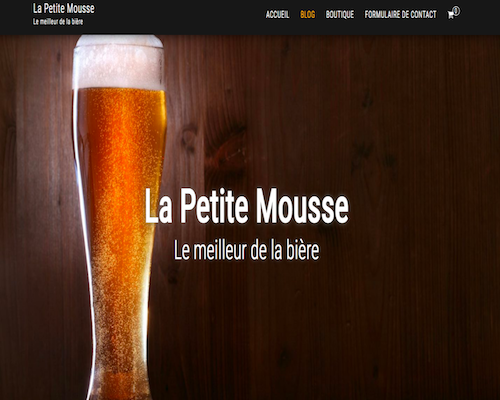 La Petite Mousse
Le meilleur de la bière
ACCUEIL BLOG BOUTIQUE FORMULAIRE DE CONTACT 0
La Petite Mousse
Le meilleur de la bière